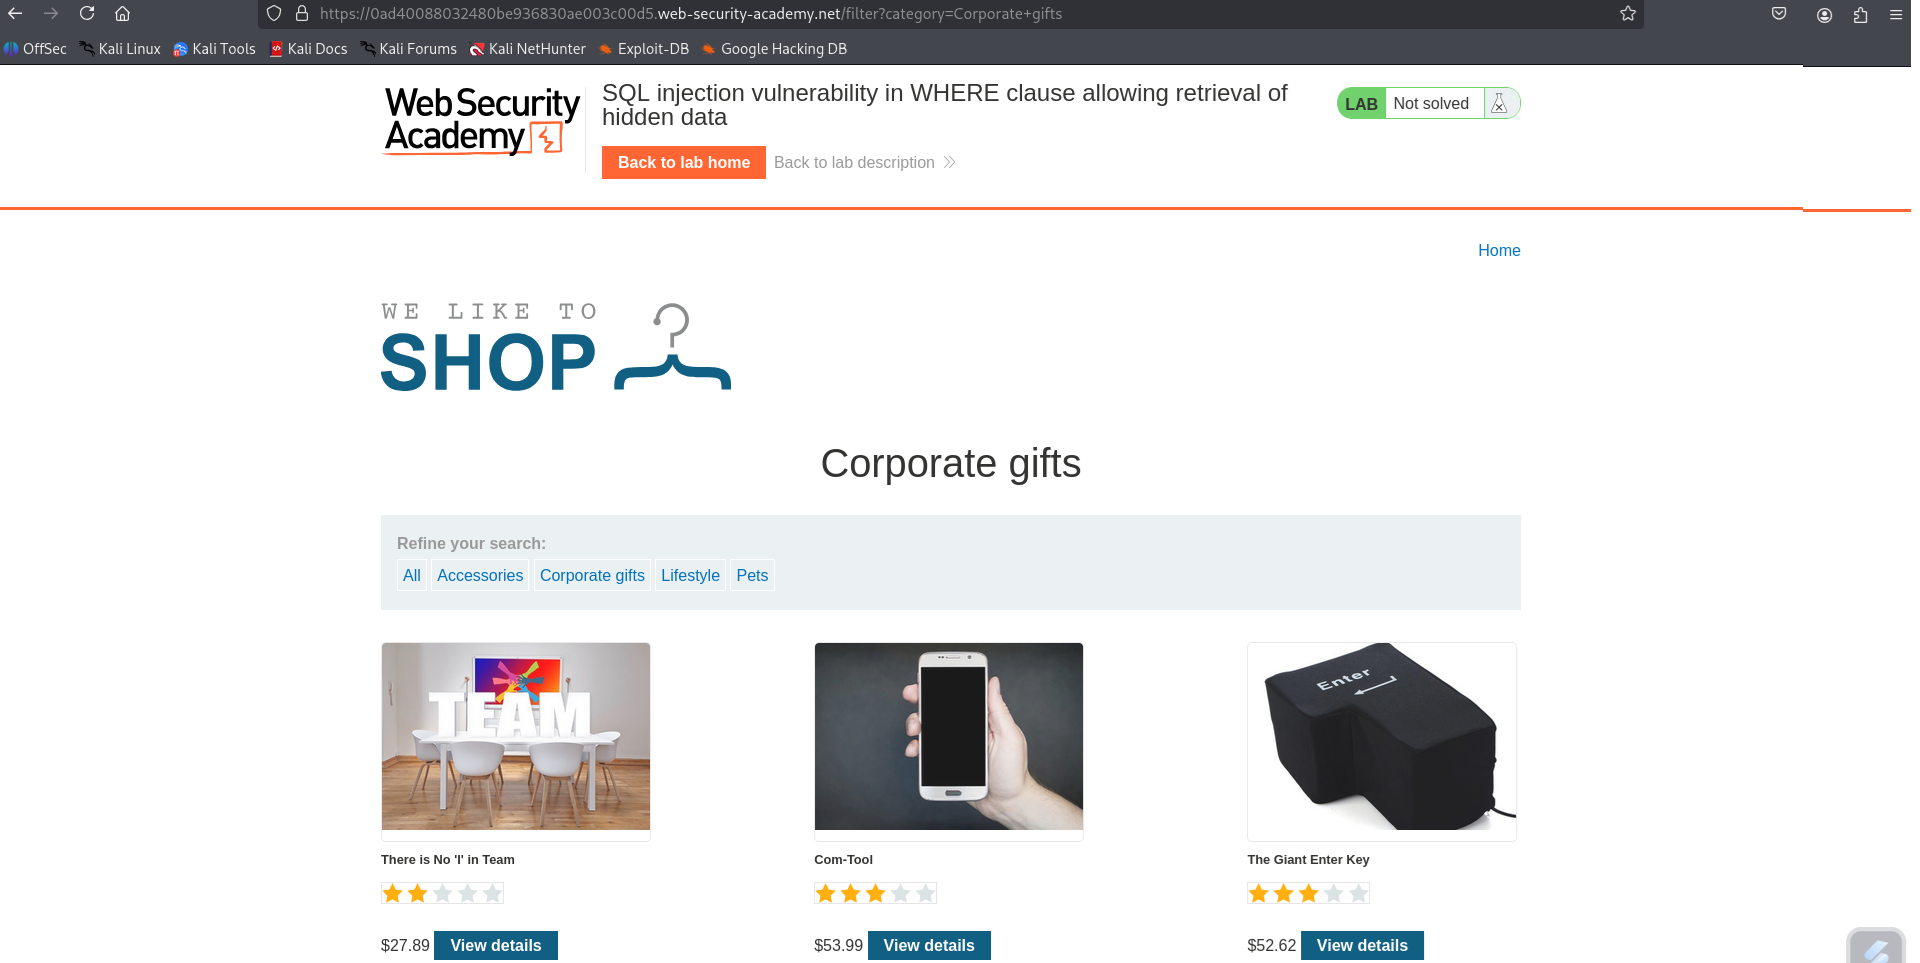 https://0ad40088032480be936830ae003c00d5.web-security-academy.net/filter?category=Corporate+gifts
OffSec Kali Linux Kali Tools Kali Docs Kali Forums Kali NetHunter Exploit-DB Google Hacking DB
WebSecurity
Academy
SQL injection vulnerability in WHERE clause allowing retrieval of
hidden data
LAB Not solved
Back to lab home Back to lab description
Home
WE LIKE TO
SHOP
Corporate gifts
Refine your search:
All Accessories Corporate gifts Lifestyle Pets
TEAM
Enter
There is No 'I' in Team Com-Tool The Giant Enter Key
$27.89 View details $53.99 View details $52.62 View details